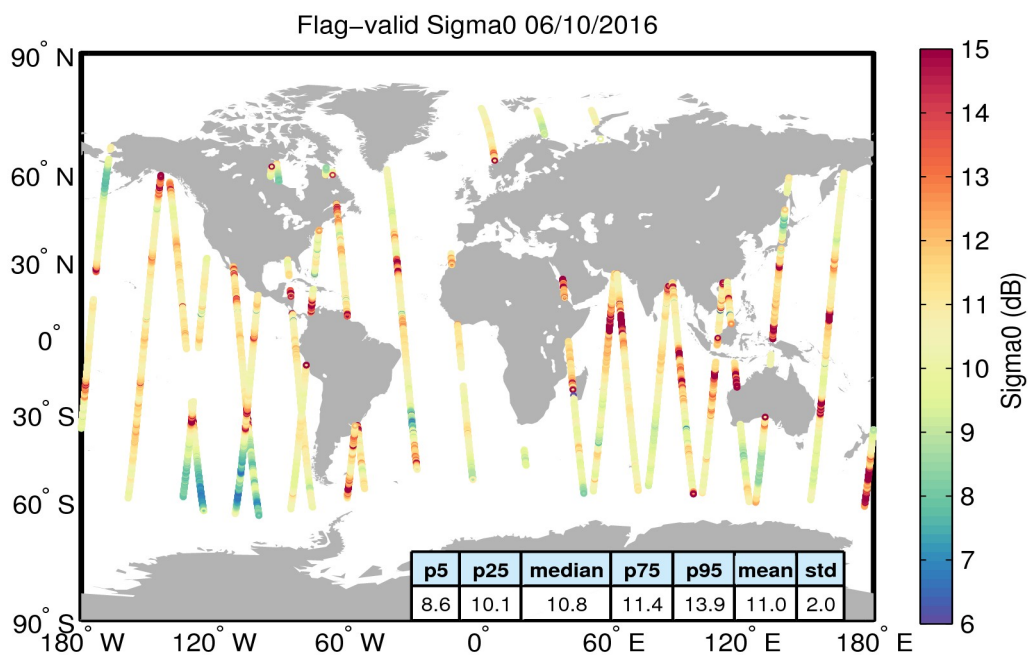 Flag-valid Sigma0 06/10/2016
90° N
60° N
30° N
0°
30° S
60° S
90° S
180° W
120° W
60° W
0°
60° E
120° E
180° E
15
14
13
12
11
10
9
8
7
6
Sigma0 (dB)
p5 p25 median p75 p95 mean std
8.6 10.1 10.8 11.4 13.9 11.0 2.0